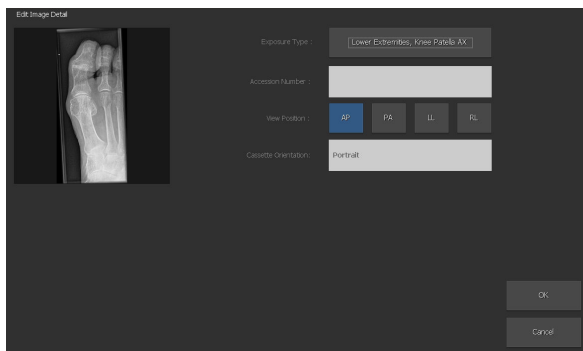 Edit Image Detail
Exposure Type :
Lower Extremities, Knee Patella AX
Accession Number :
View Position :
AP
PA
LL
RL
Cassette Orientation:
Portrait
OK
Cancel